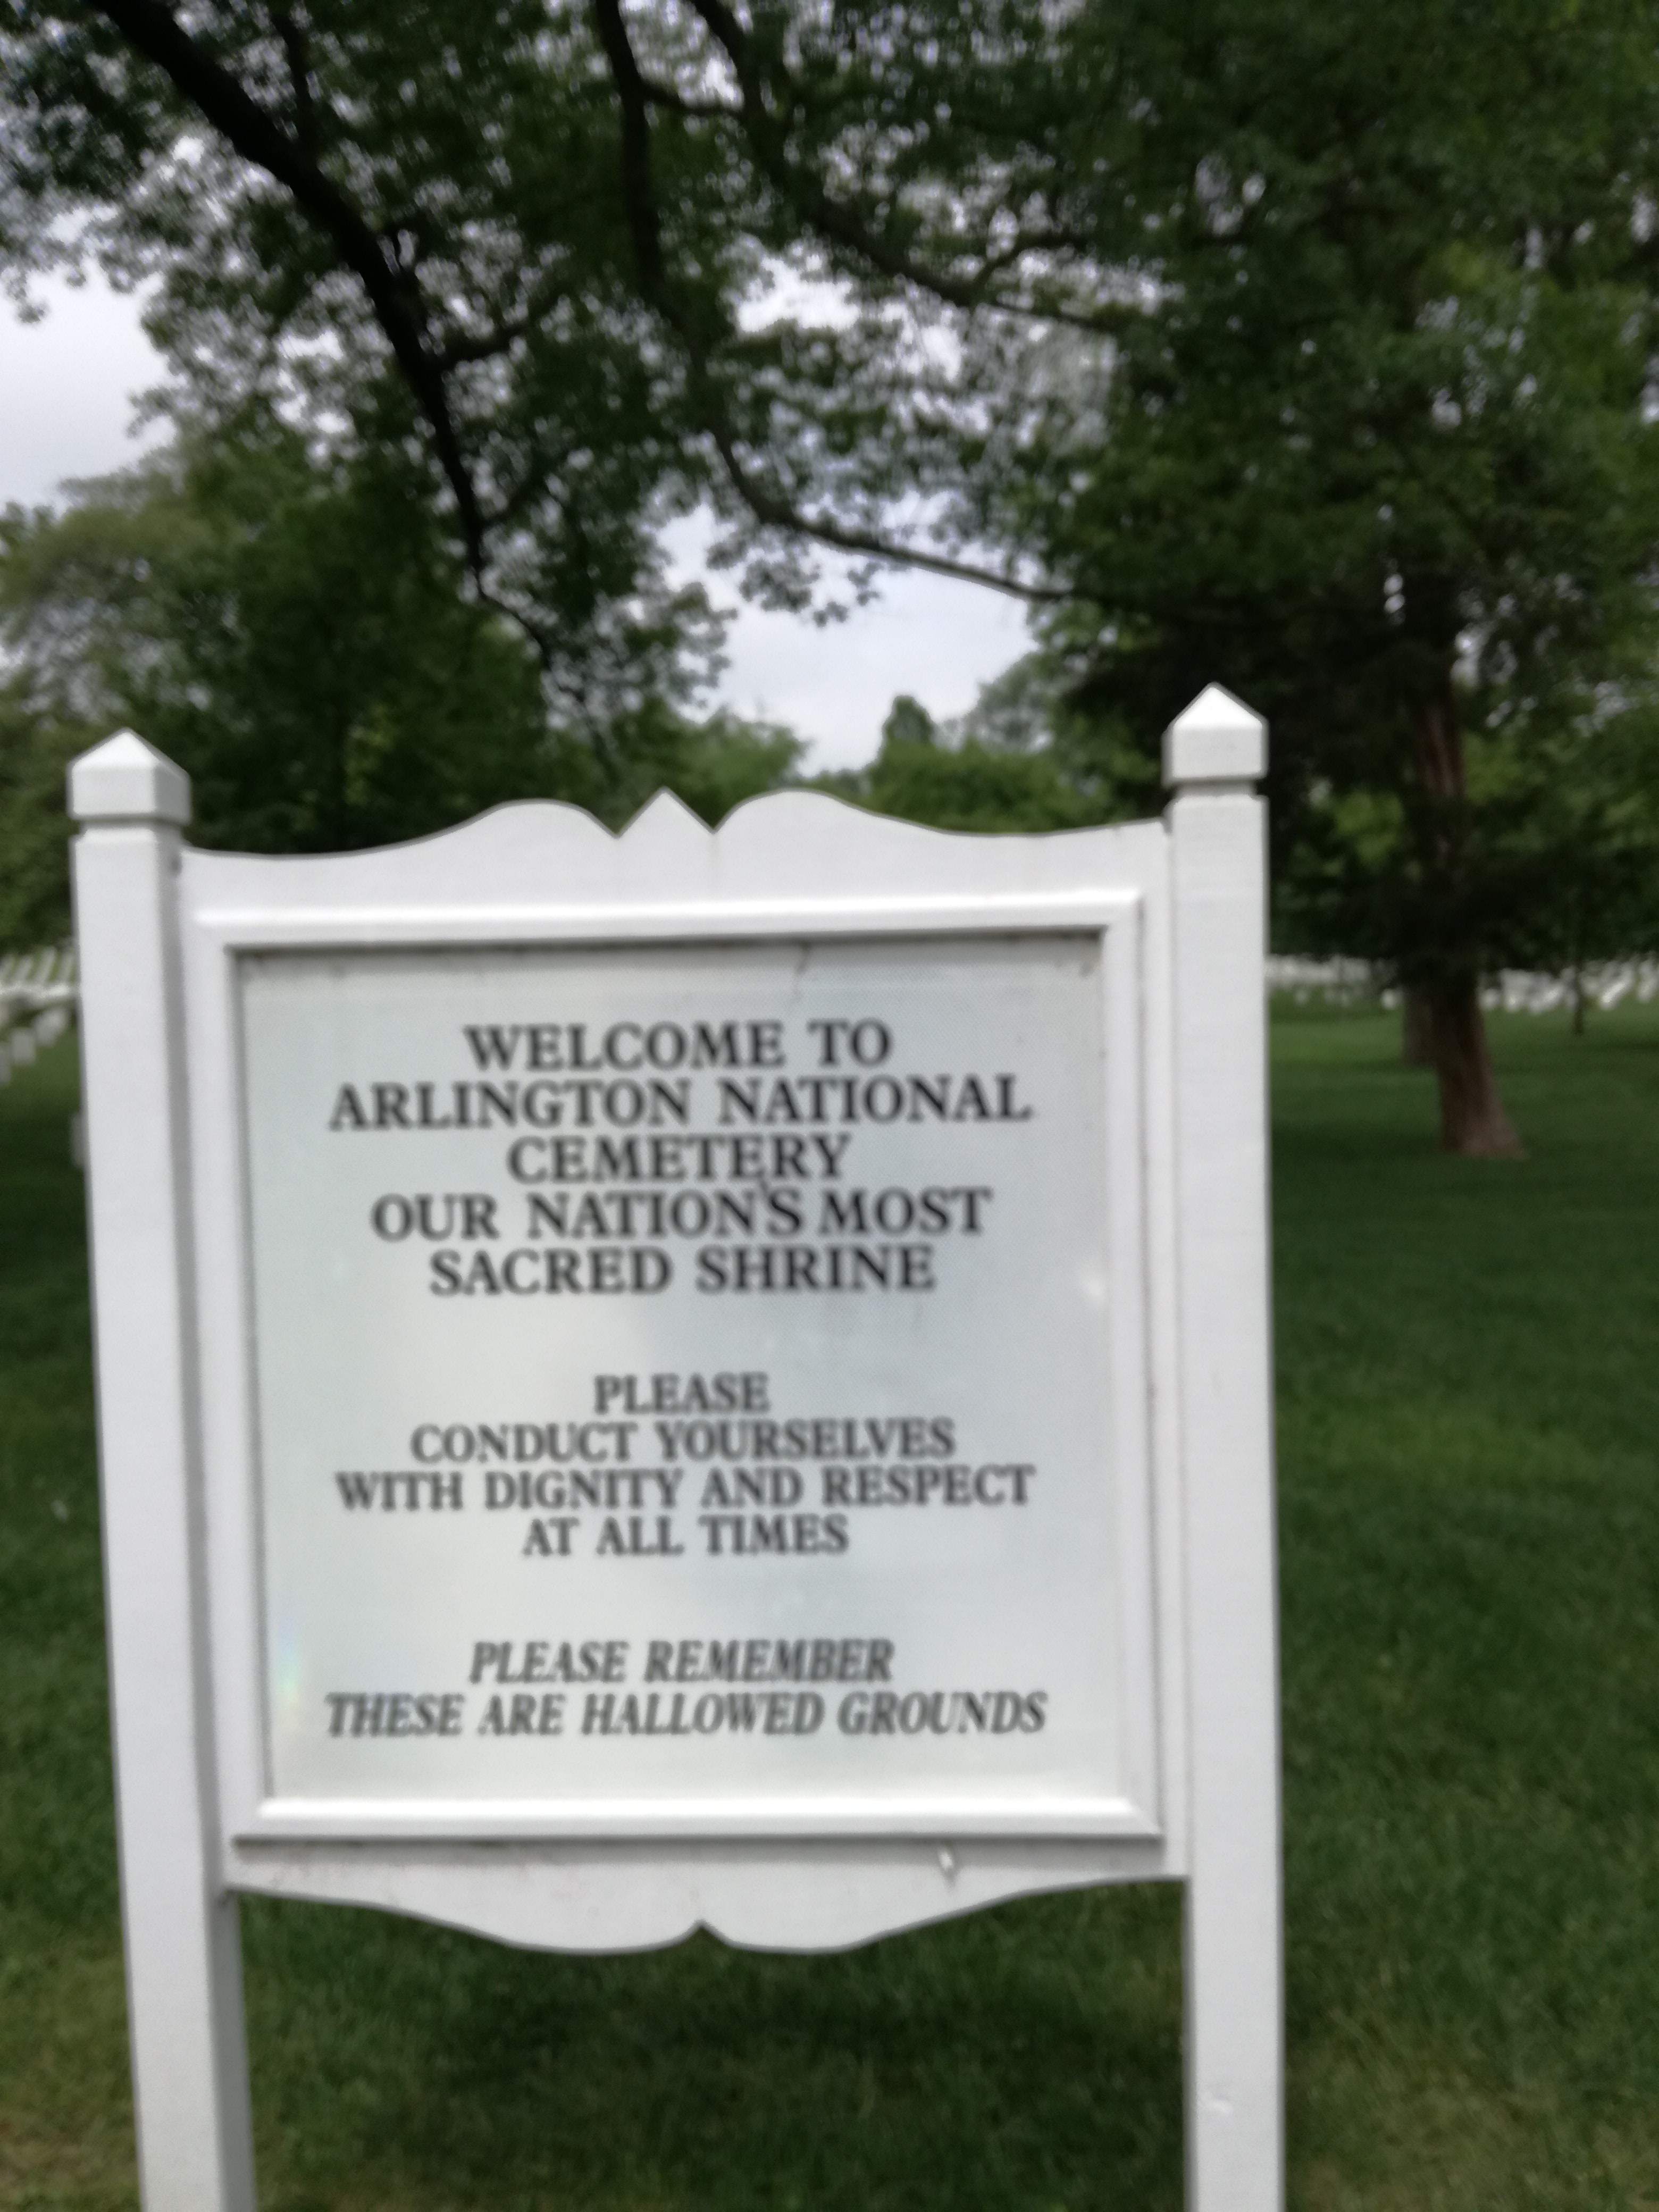 WELCOME TO
ARLINGTON NATIONAL
CEMETERY
OUR NATION'S MOST
SACRED SHRINE
PLEASE
CONDUCT YOURSELVES
WITH DIGNITY AND RESPECT
AT ALL TIMES
PLEASE REMEMBER
THESE ARE HALLOWED GROUNDS